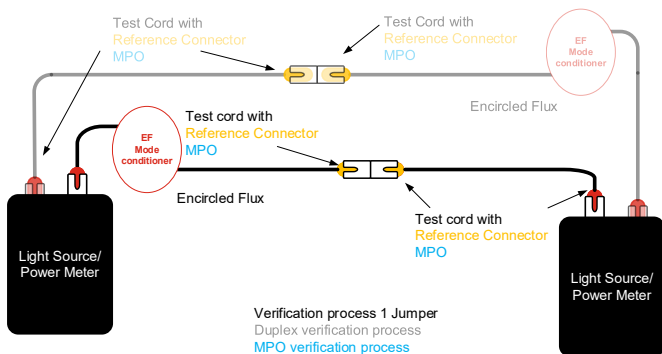 Test Cord with
Reference Connector
MPO
Test Cord with
Reference Connector
MPO
EF
Mode
conditioner
Encircled Flux
EF
Mode
conditioner
Test cord with
Reference Connector
MPO
Encircled Flux
Test cord with
Reference Connector
MPO
Light Source/
Power Meter
Light Source/
Power Meter
Verification process 1 Jumper
Duplex verification process
MPO verification process